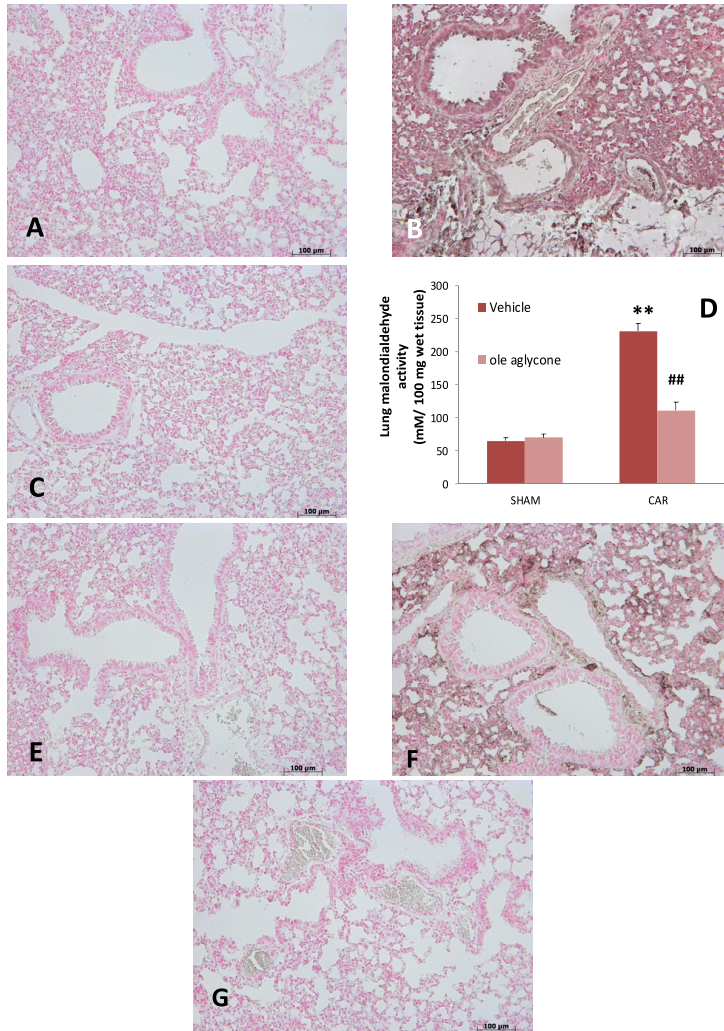 A
100 µm
B
100 µm
C
100 µm
Lung malondialdehyde
activity
(mM/ 100 mg wet tissue)
300
250
200
150
100
50
0
Vehicle
ole aglycone
**
##
D
SHAM
CAR
E
100 µm
F
100 µm
G
100 µm